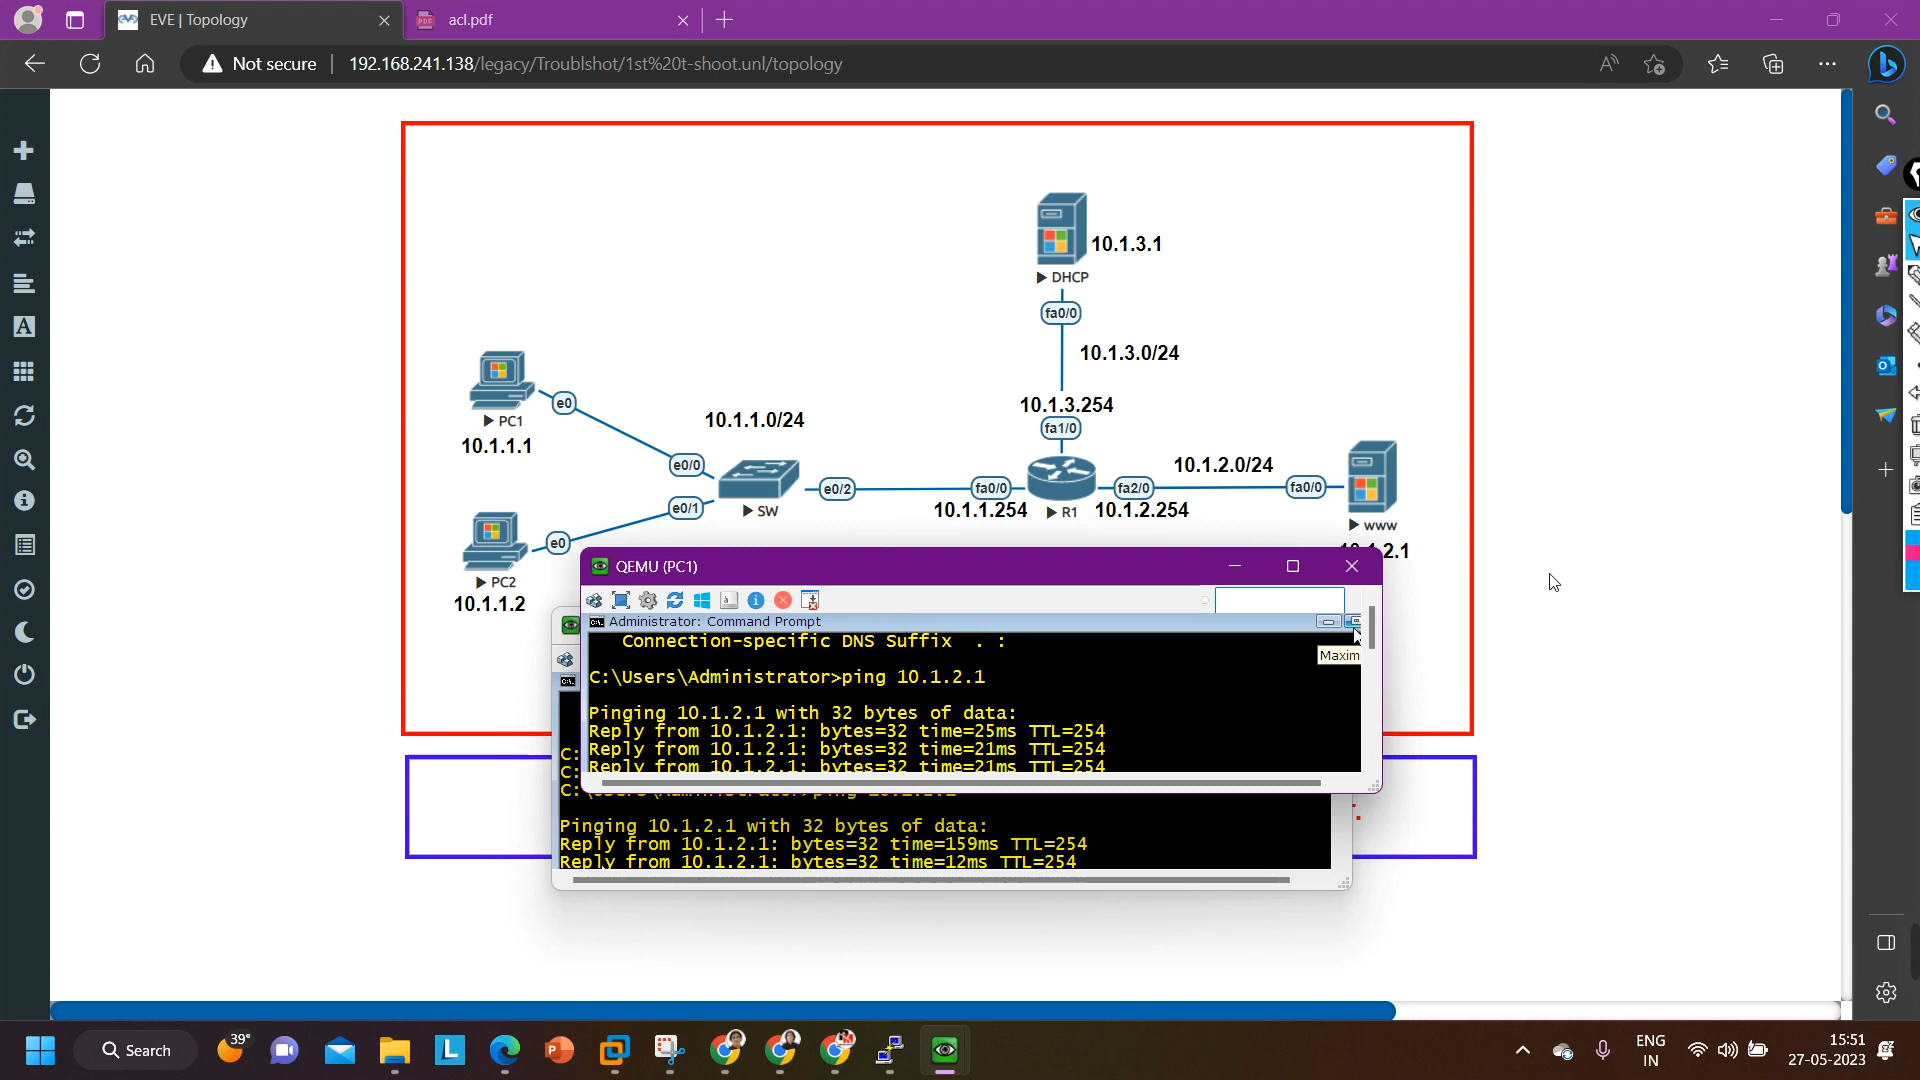 EVE | Topology
acl.pdf
Not secure
192.168.241.138/legacy/Troublshot/1st%20t-shoot.unl/topology
10.1.3.1
DHCP
fa0/0
10.1.3.0/24
10.1.3.254
fa1/0
e0
PC1
10.1.1.1
10.1.1.0/24
e0/0
e0/1
SW
e0/2
fa0/0
10.1.1.254
R1
fa2/0
10.1.2.254
10.1.2.0/24
fa0/0
www
e0
PC2
10.1.1.2
QEMU (PC1)
Administrator: Command Prompt
Maxim
Connection-specific DNS Suffix . :
C:\Users\Administrator>ping 10.1.2.1
Pinging 10.1.2.1 with 32 bytes of data:
Reply from 10.1.2.1: bytes=32 time=25ms TTL=254
Reply from 10.1.2.1: bytes=32 time=21ms TTL=254
Reply from 10.1.2.1: bytes=32 time=21ms TTL=254
C:
C:
C:
Pinging 10.1.2.1 with 32 bytes of data:
Reply from 10.1.2.1: bytes=32 time=159ms TTL=254
Reply from 10.1.2.1: bytes=32 time=12ms TTL=254
39°
Search
ENG
IN
15:51
27-05-2023